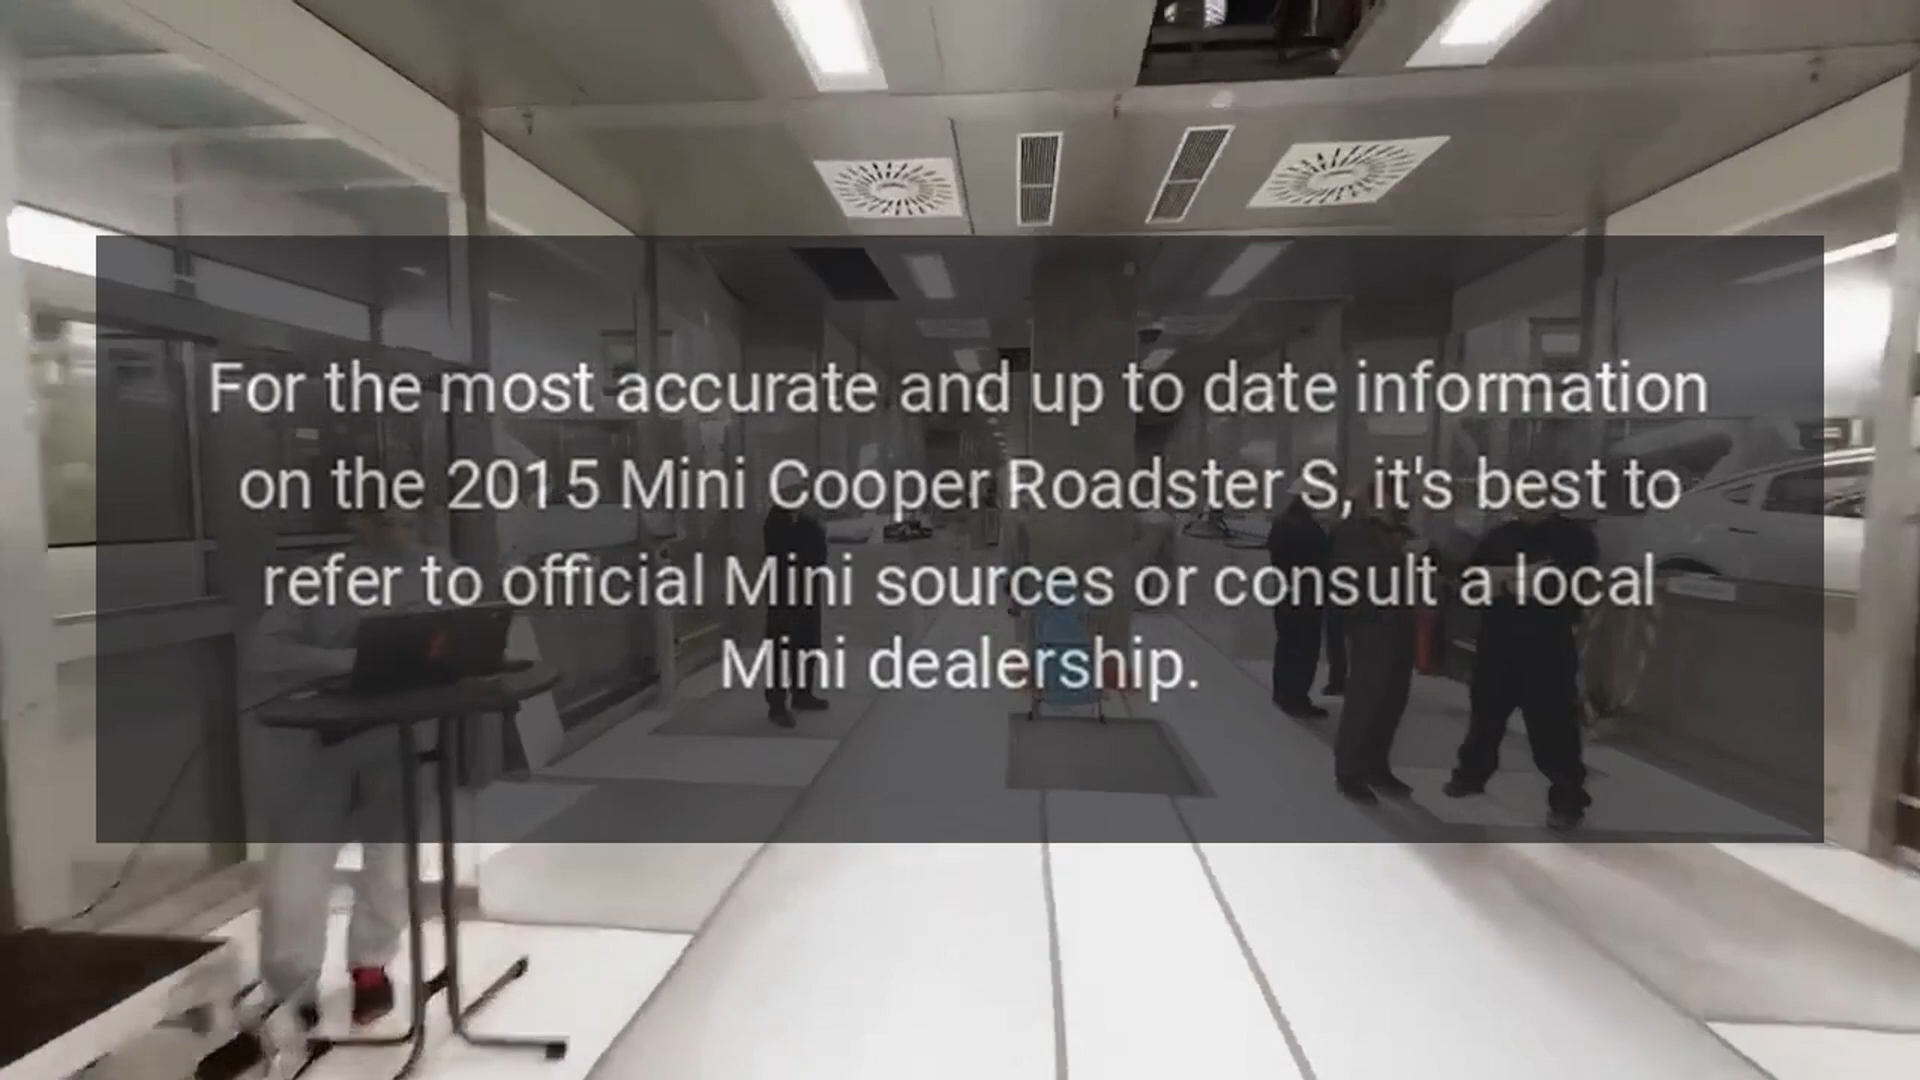 For the most accurate and up to date information
on the 2015 Mini Cooper Roadster S, it's best to
refer to official Mini sources or consult a local
Mini dealership.